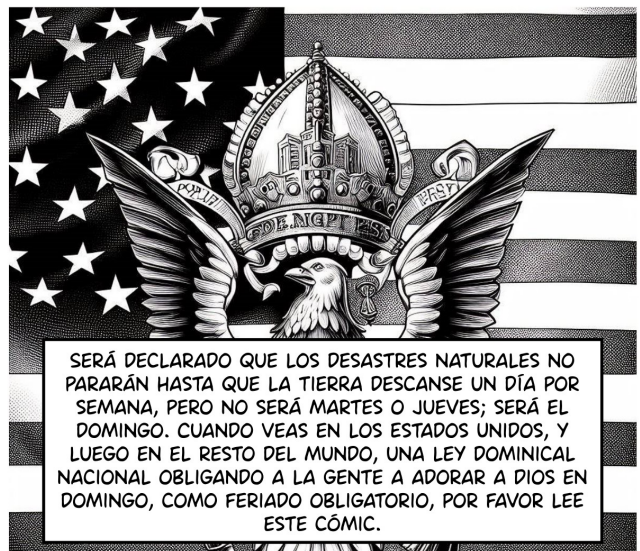 SERÁ DECLARADO QUE LOS DESASTRES NATURALES NO
PARARÁN HASTA QUE LA TIERRA DESCANSE UN DÍA POR
SEMANA, PERO NO SERÁ MARTES O JUEVES; SERÁ EL
DOMINGO. CUANDO VEAS EN LOS ESTADOS UNIDOS, Y
LUEGO EN EL RESTO DEL MUNDO, UNA LEY DOMINICAL
NACIONAL OBLIGANDO A LA GENTE A ADORAR A DIOS EN
DOMINGO, COMO FERIADO OBLIGATORIO, POR FAVOR LEE
ESTE CÓMIC.